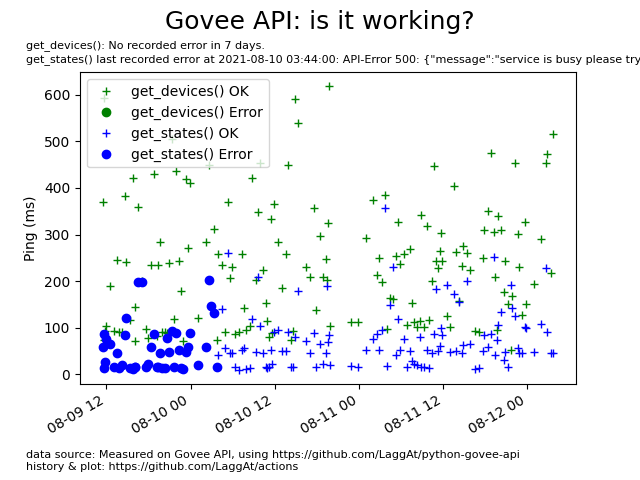 Govee API: is it working?
get_devices(): No recorded error in 7 days.
get_states() last recorded error at 2021-08-10 03:44:00: API-Error 500: {"message":"service is busy please try
600
500
400
300
200
100
0
Ping (ms)
get_devices() OK
get_devices() Error
get_states() OK
get_states() Error
08-09 12
08-10 00
08-10 12
08-11 00
08-11 12
08-12 00
data source: Measured on Govee API, using https://github.com/LaggAt/python-govee-api
history & plot: https://github.com/LaggAt/actions